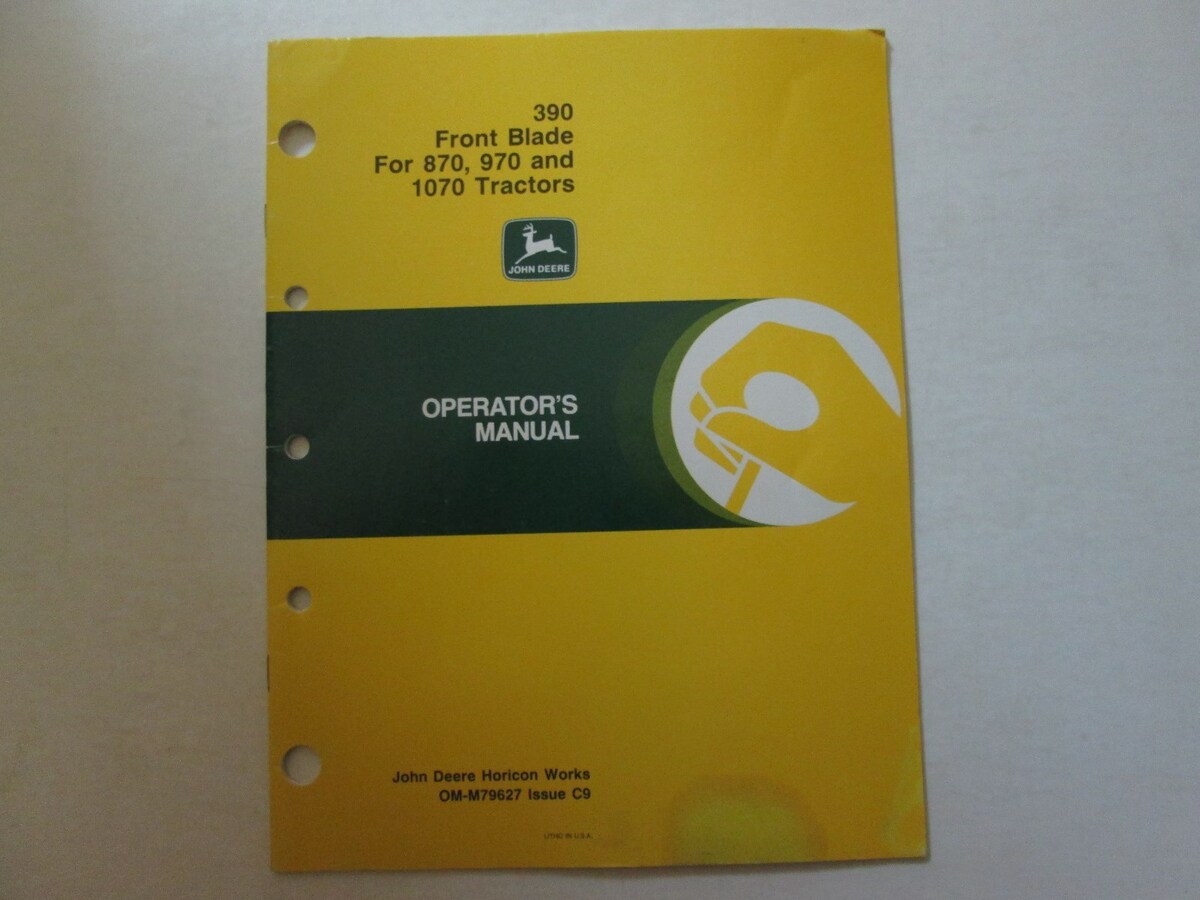 390
Front Blade
For 870, 970 and
1070 Tractors
JOHN DEERE
OPERATOR'S
MANUAL
John Deere Horicon Works
OM-M79627 Issue C9
LITHO IN U.S.A.